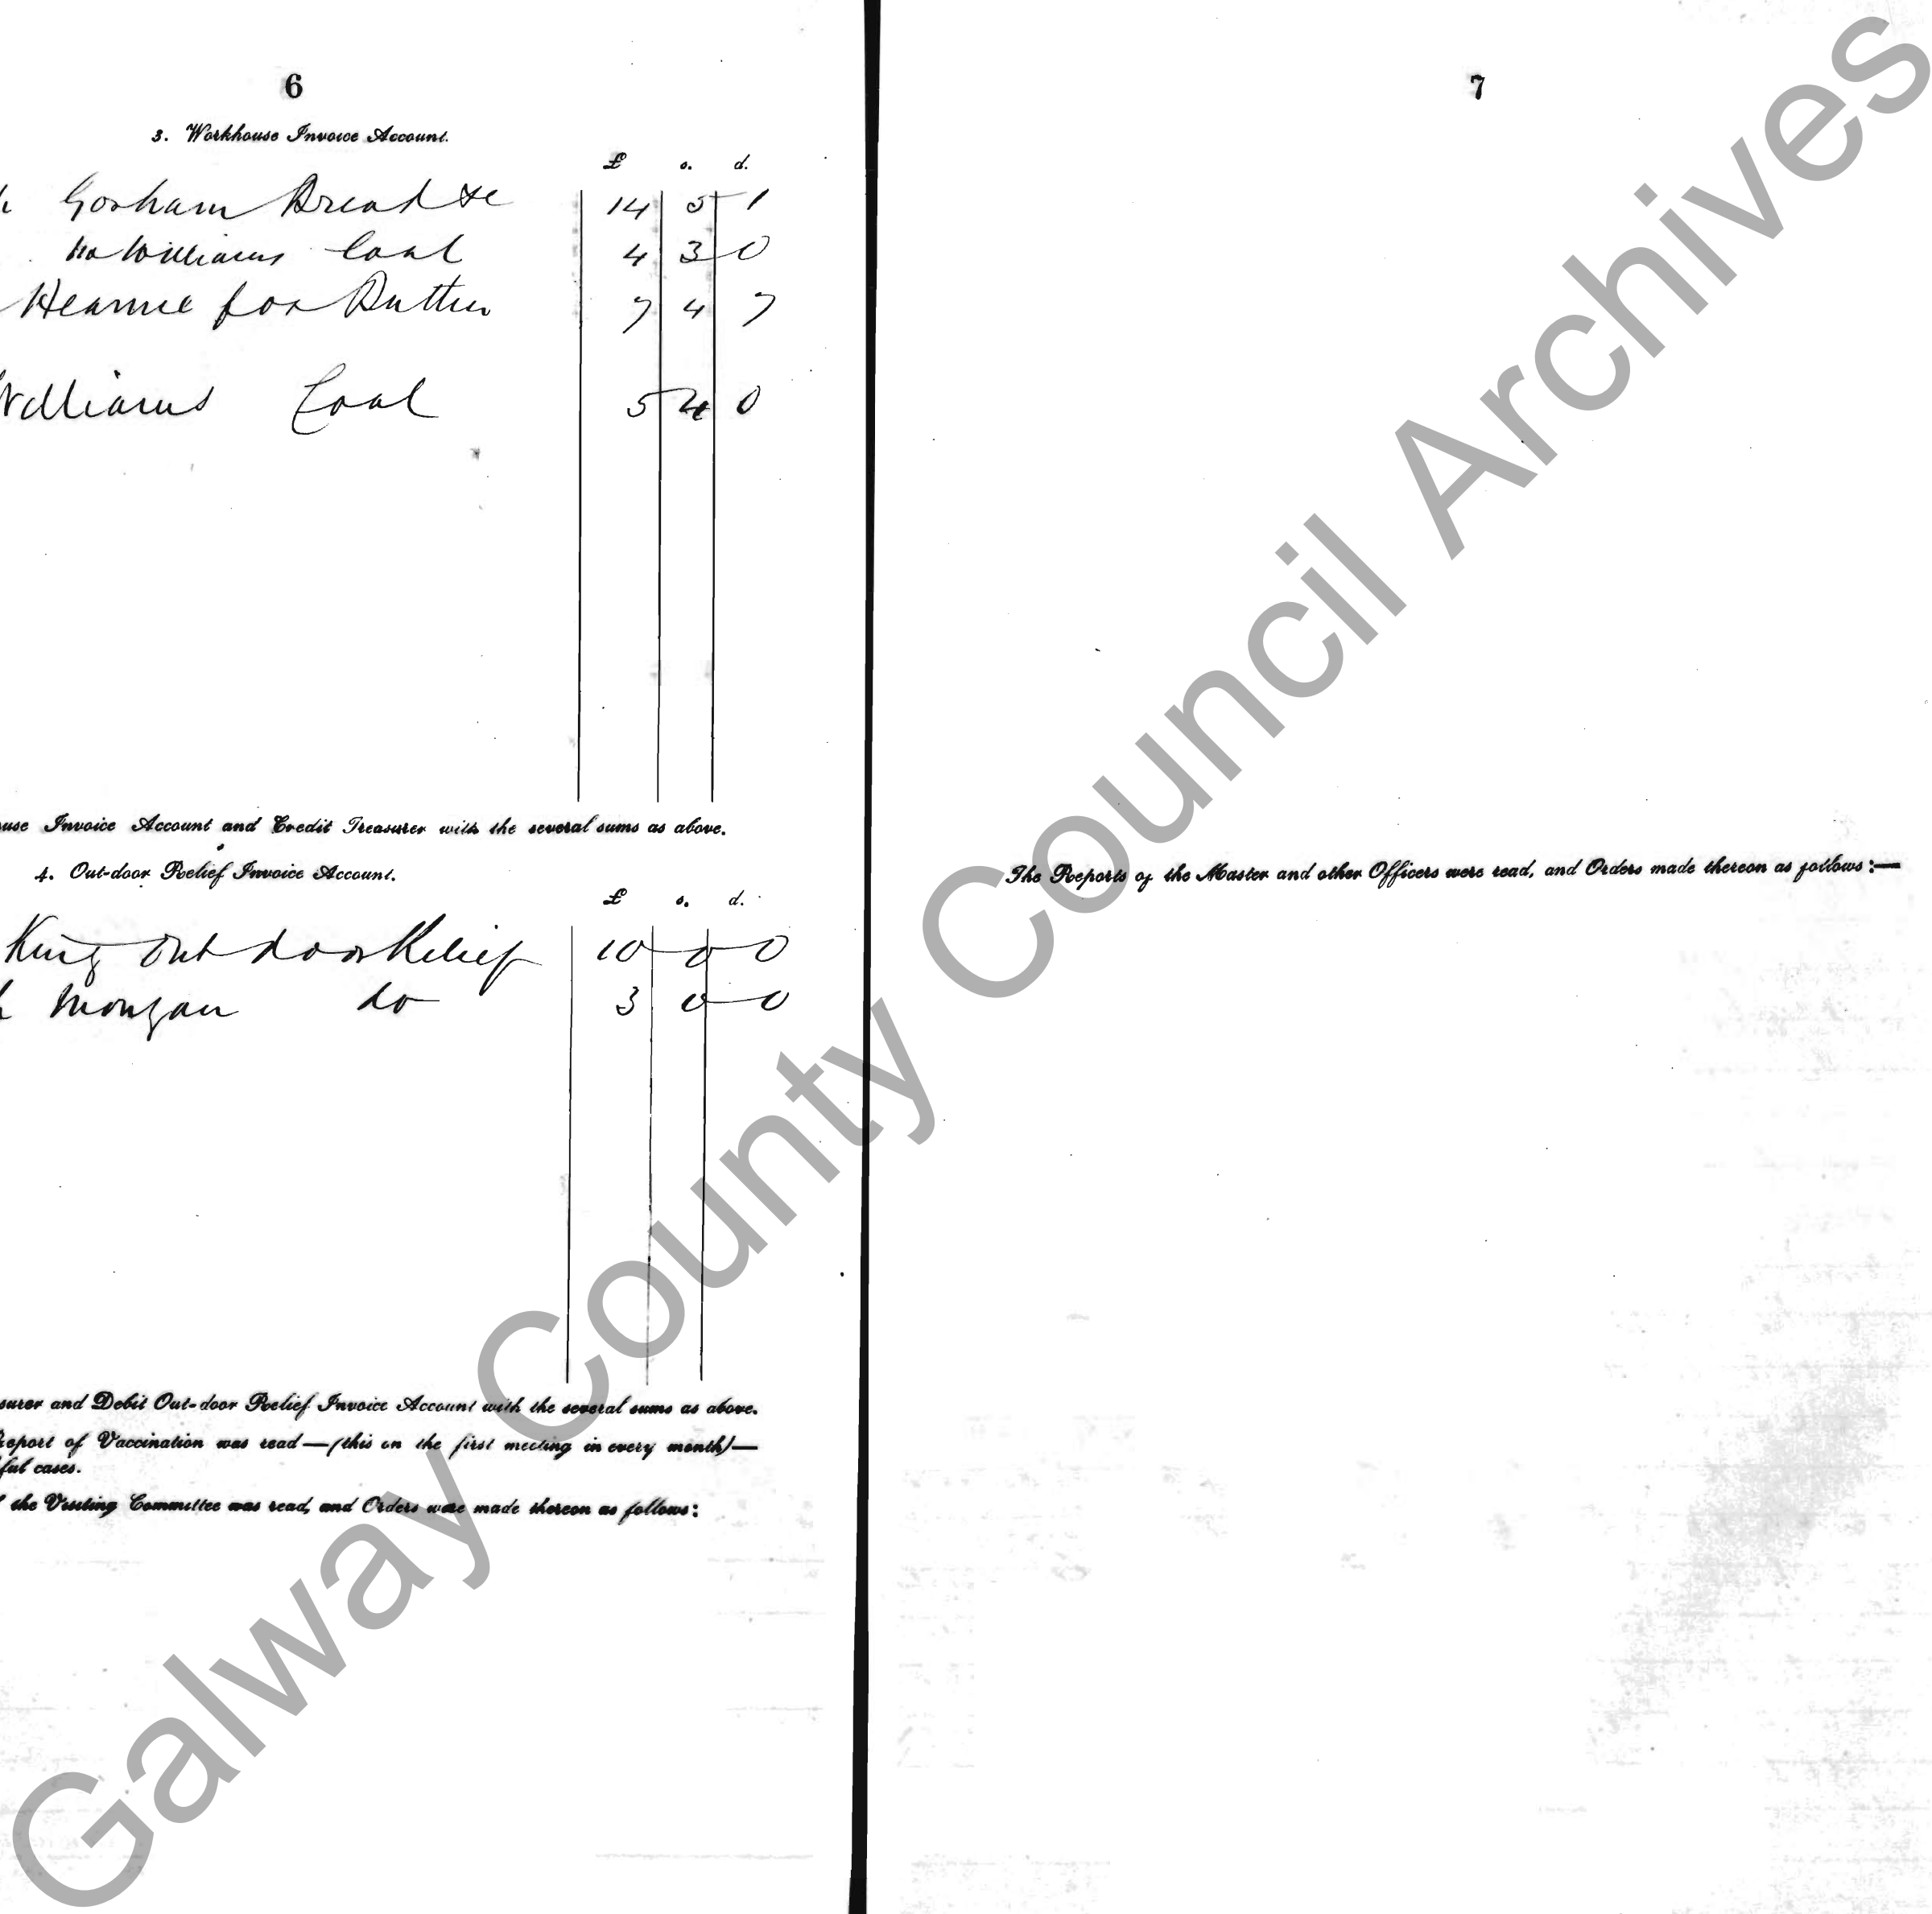 6
3. Workhouse Invoice Account.
£ s. d.
Gorham Bread &c 14 5 1
McWilliams Coal 4 3 0
Hearne for Butter 7 4 7
Williams Coal 5 4 0
use Invoice Account and Credit Treasurer with the several sums as above.
4. Out-door Relief Invoice Account.
£ s. d.
King Out door Relief 10 0 0
Mongan do 3 0 0
surer and Debit Out-door Relief Invoice Account with the several sums as above.
Report of Vaccination was read—(this on the first meeting in every month)—
ful cases.
the Visiting Committee was read, and Orders were made thereon as follows:
7
The Reports of the Master and other Officers were read, and Orders made thereon as follows:—
Galway County Council Archives